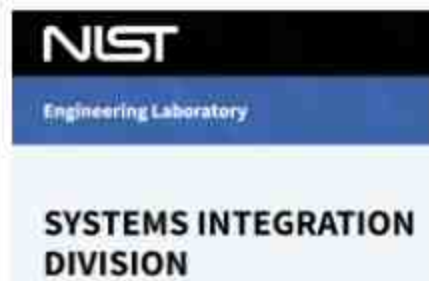 NIST
Engineering Laboratory
SYSTEMS INTEGRATION
DIVISION